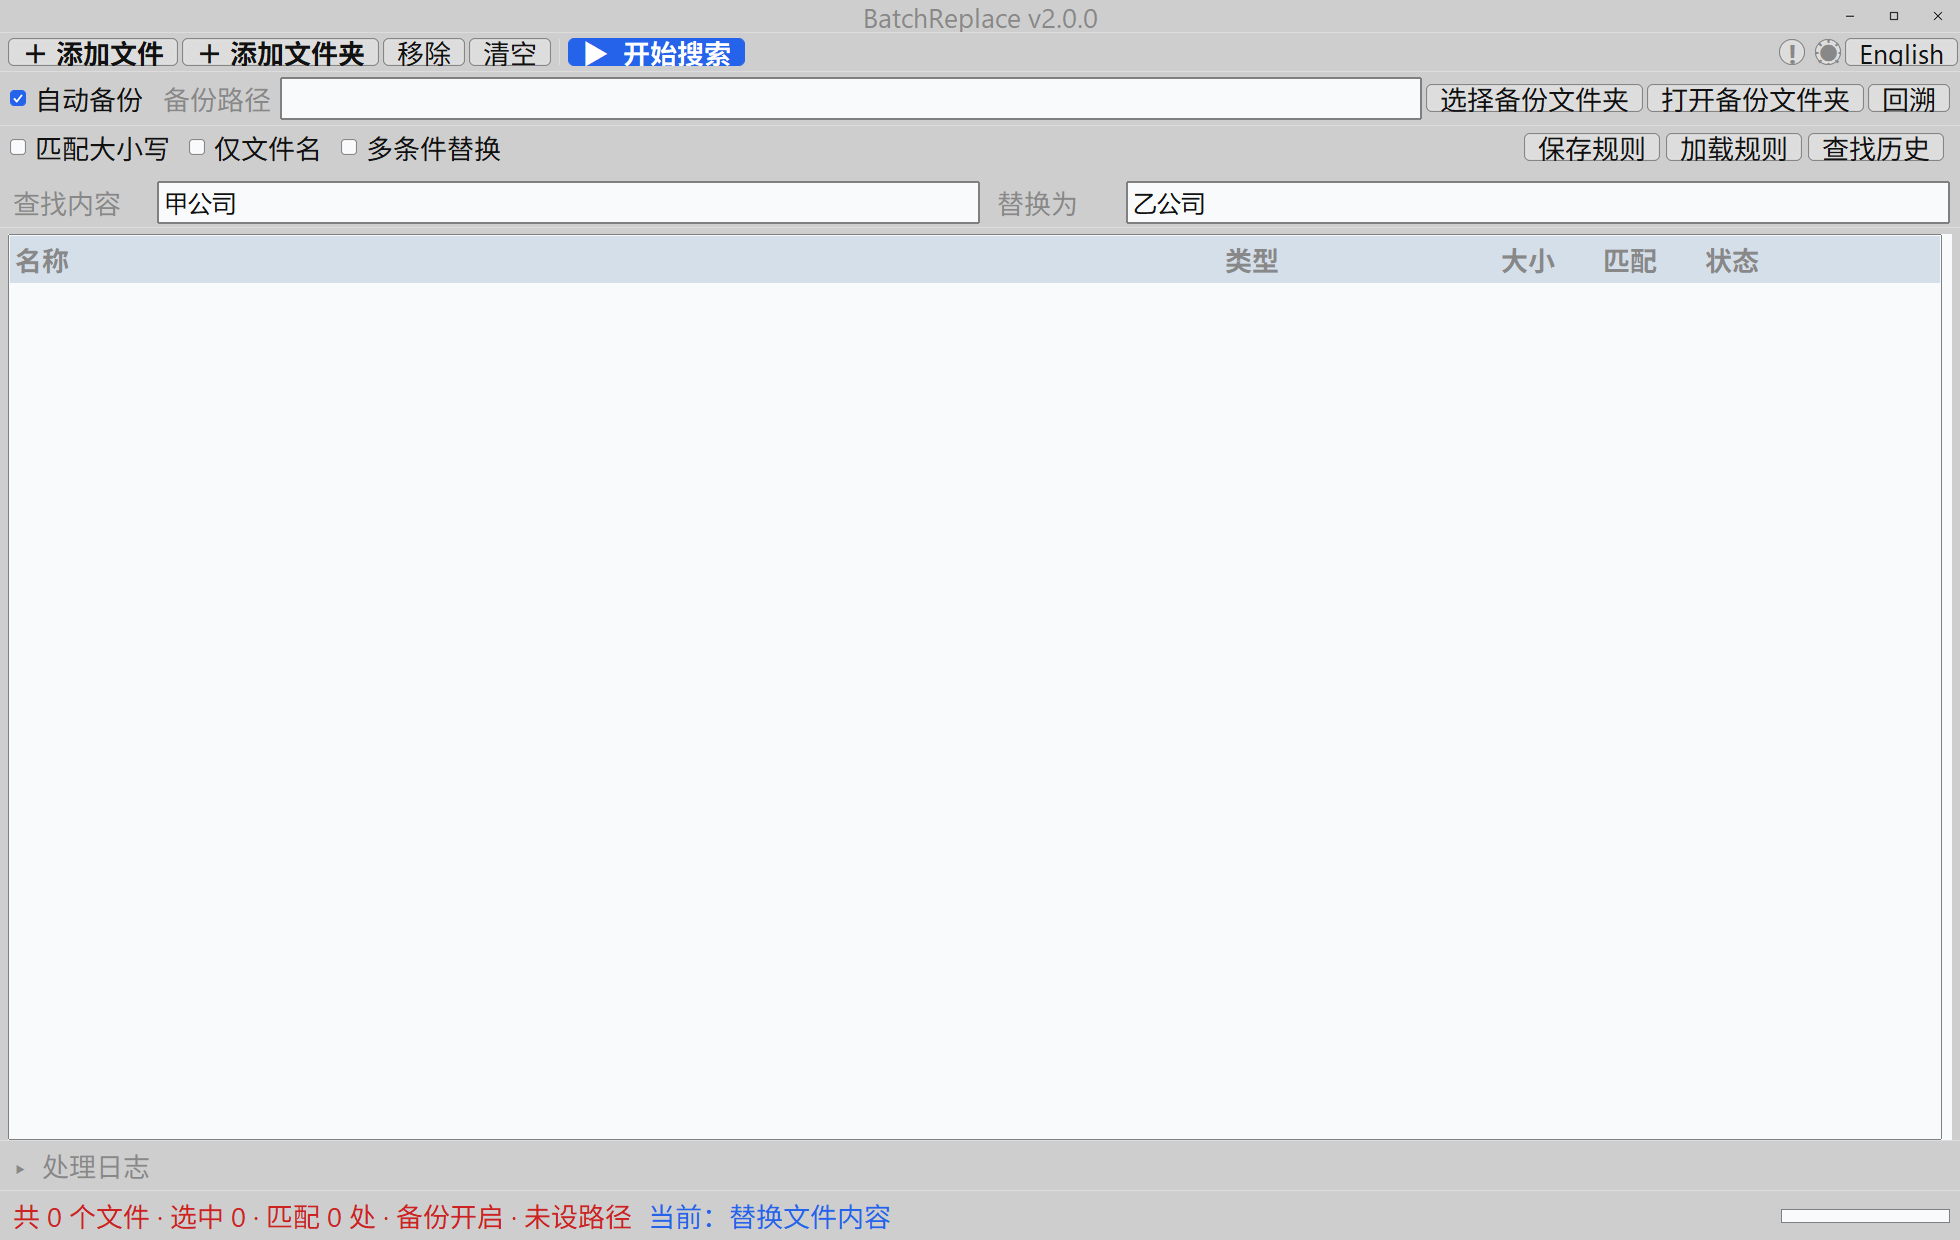 BatchReplace v2.0.0
+ 添加文件 + 添加文件夹 移除 清空 ▶ 开始搜索 ! English
自动备份 备份路径 选择备份文件夹 打开备份文件夹 回溯
匹配大小写 仅文件名 多条件替换 保存规则 加载规则 查找历史
查找内容 甲公司 替换为 乙公司
名称 类型 大小 匹配 状态
▸ 处理日志
共 0 个文件 · 选中 0 · 匹配 0 处 · 备份开启 · 未设路径 当前：替换文件内容